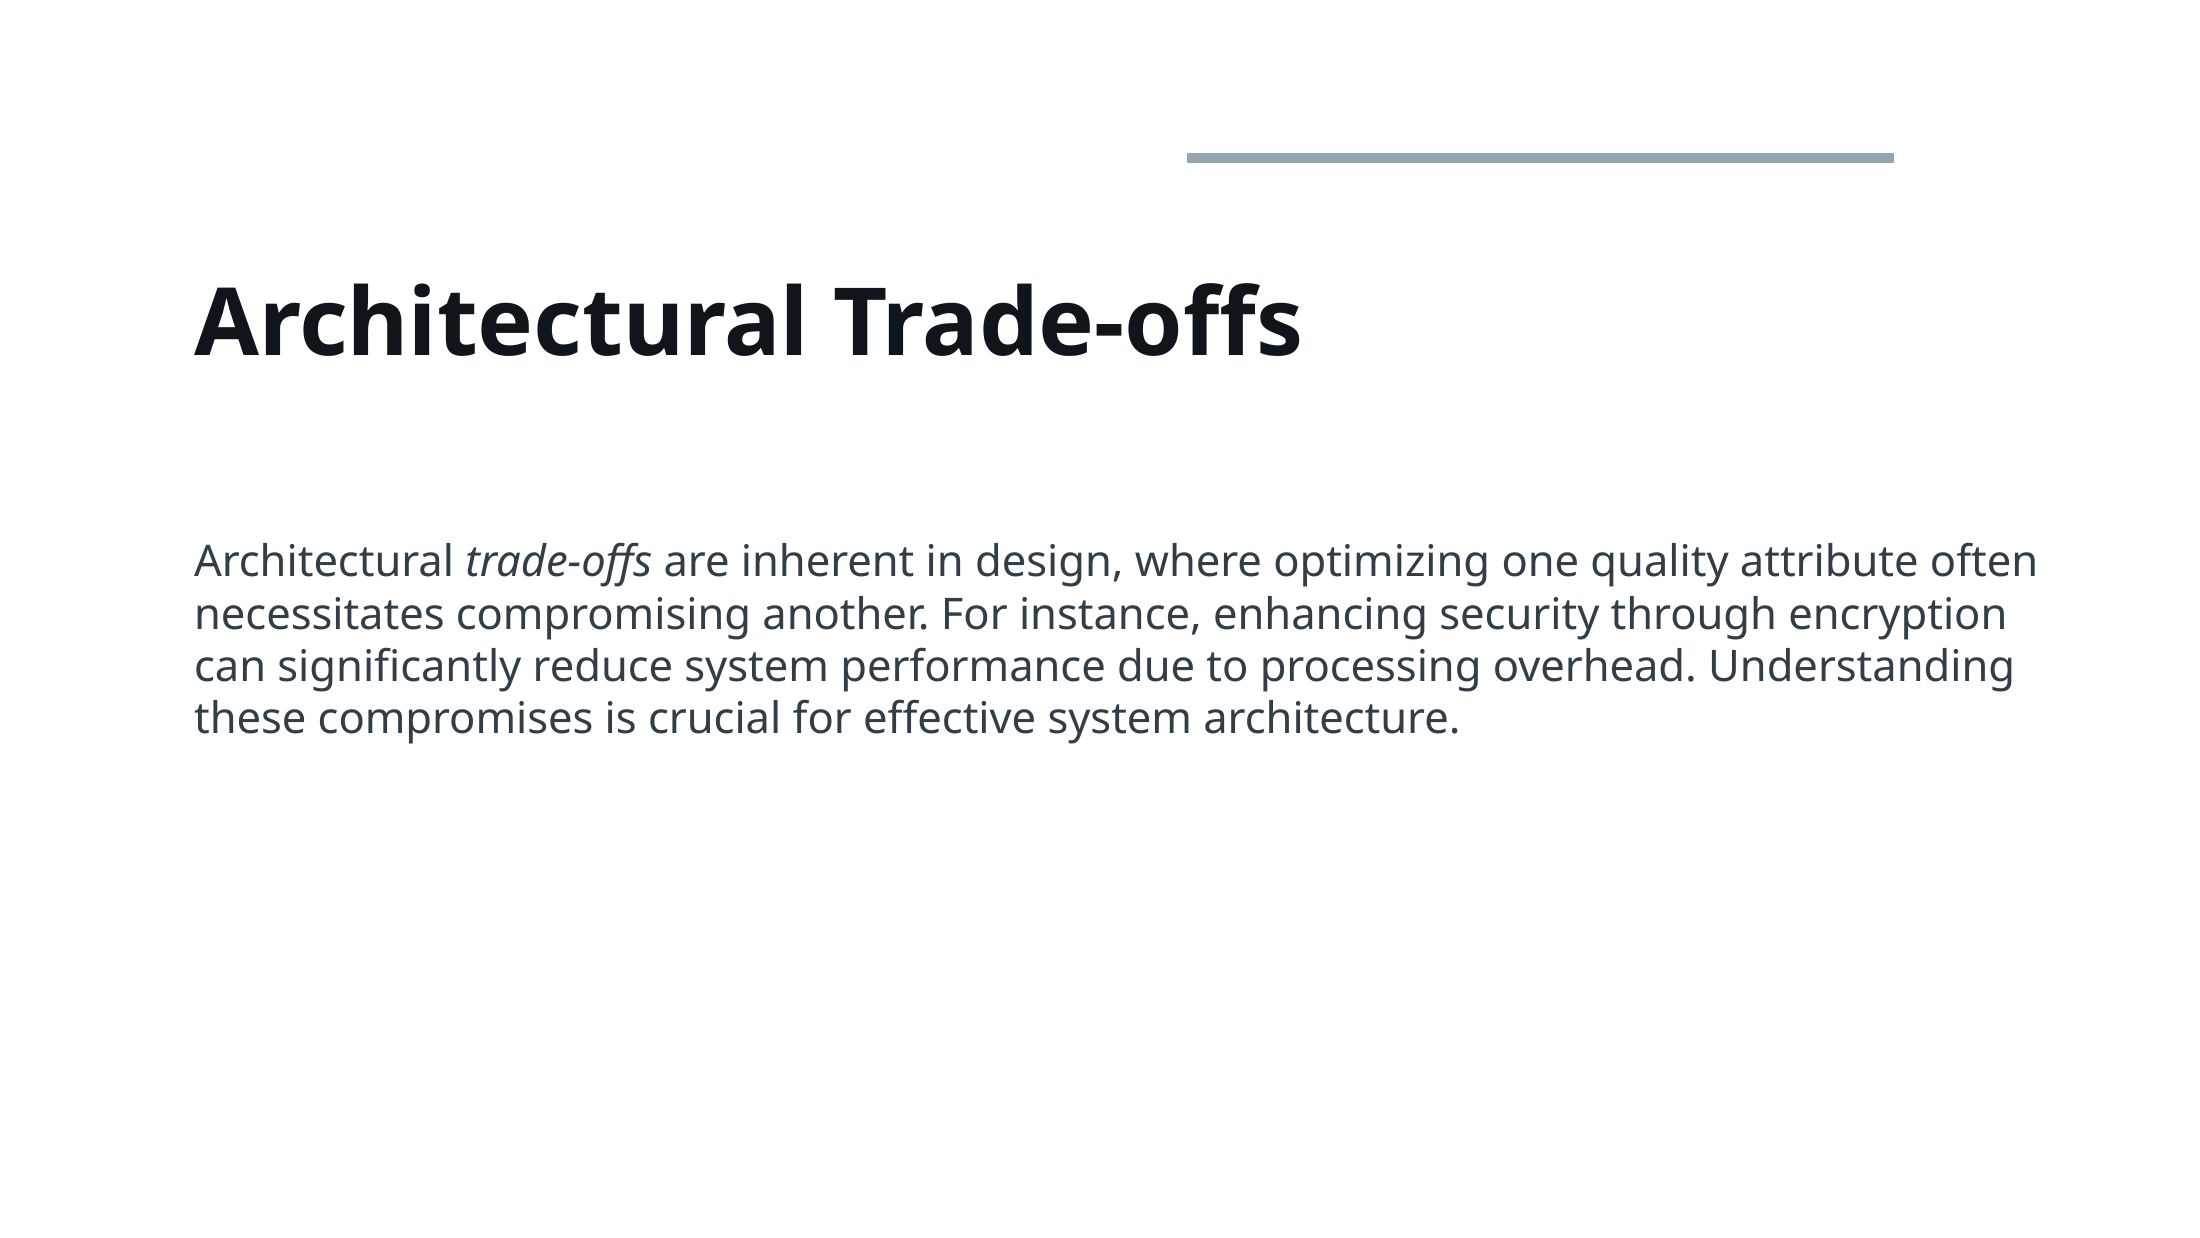 Architectural Trade-offs
Architectural trade-offs are inherent in design, where optimizing one quality attribute often
necessitates compromising another. For instance, enhancing security through encryption
can significantly reduce system performance due to processing overhead. Understanding
these compromises is crucial for effective system architecture.